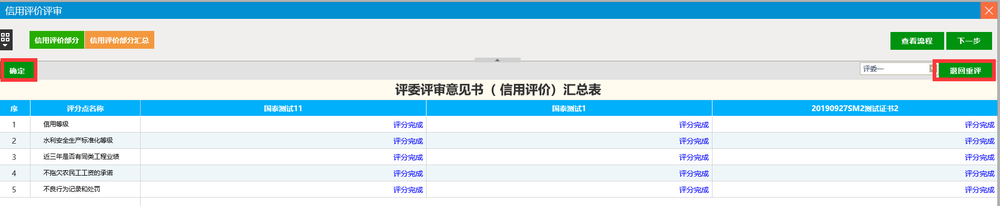 信用评价评审
信用评价部分 信用评价部分汇总 查看流程 下一步
确定 评委一 退回重评
评委评审意见书（ 信用评价）汇总表
序 评分点名称 国泰测试11 国泰测试1 20190927SM2测试证书2
1 信用等级 评分完成 评分完成 评分完成
2 水利安全生产标准化等级 评分完成 评分完成 评分完成
3 近三年是否有同类工程业绩 评分完成 评分完成 评分完成
4 不拖欠农民工工资的承诺 评分完成 评分完成 评分完成
5 不良行为记录和处罚 评分完成 评分完成 评分完成